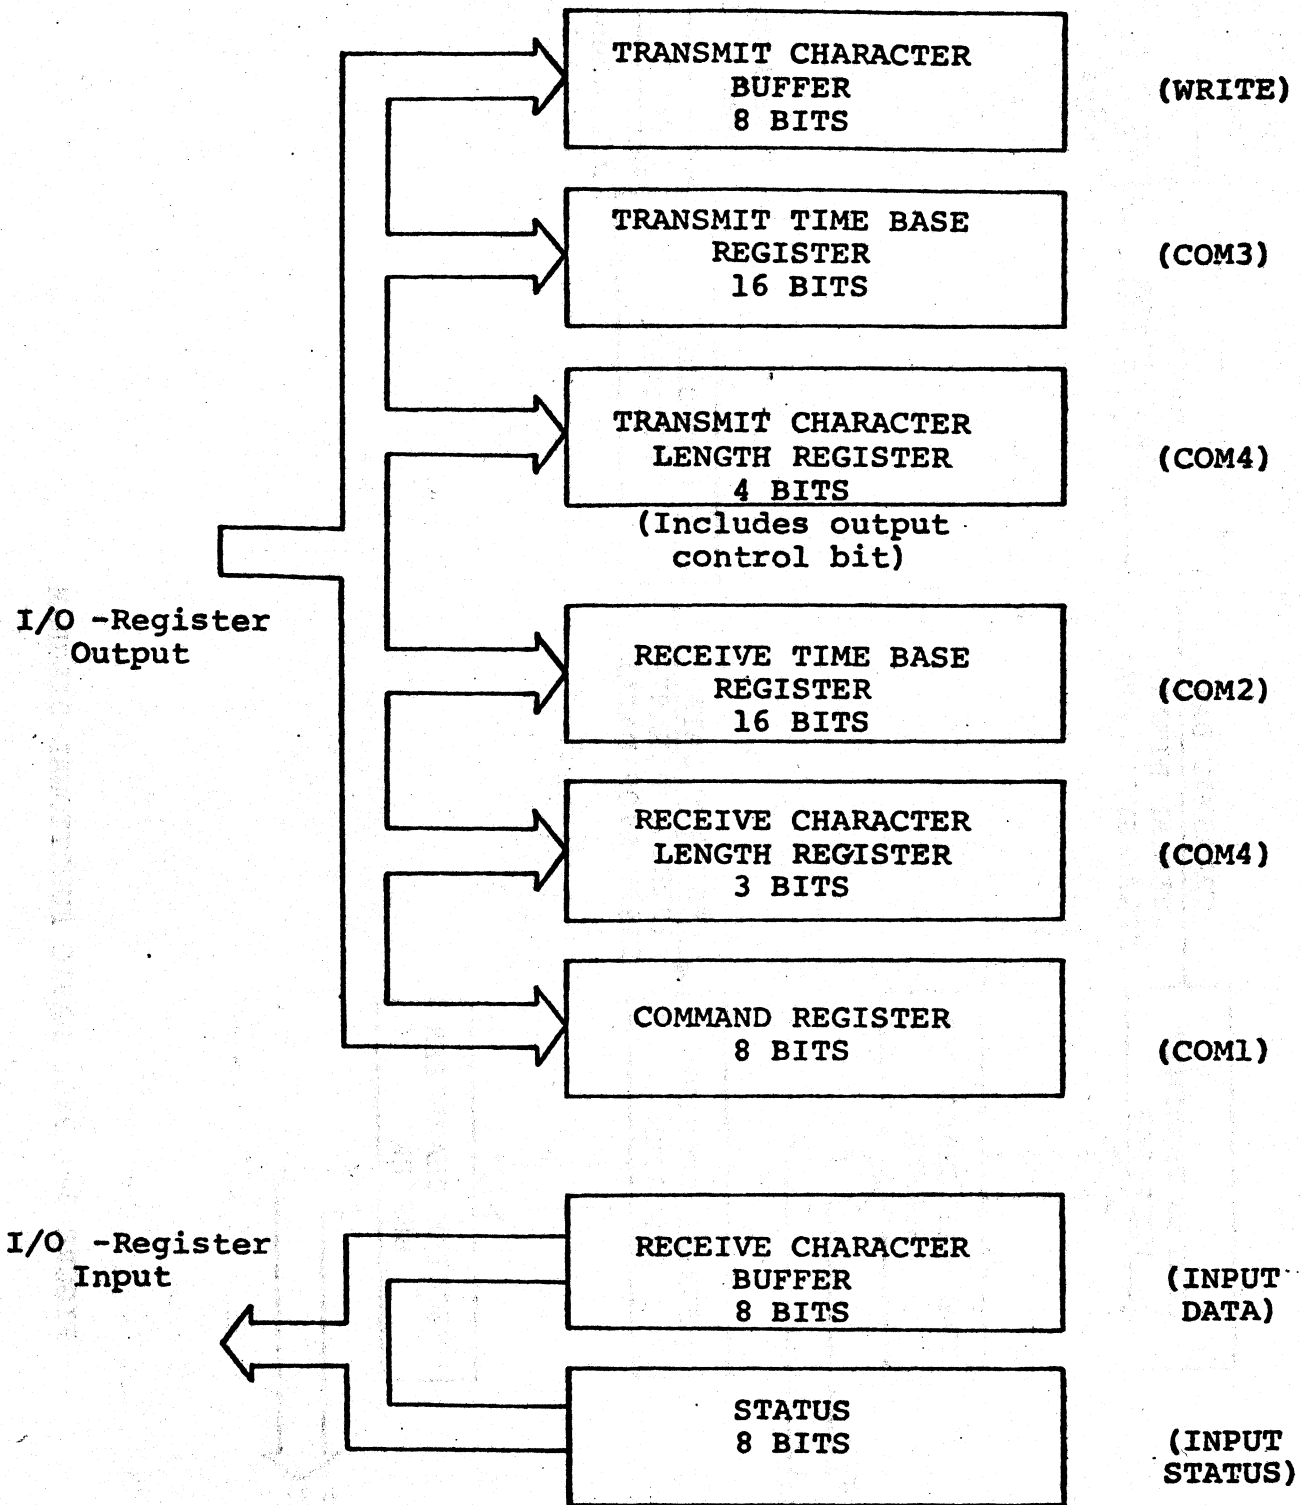 TRANSMIT CHARACTER
BUFFER
8 BITS
(WRITE)
TRANSMIT TIME BASE
REGISTER
16 BITS
(COM3)
TRANSMIT CHARACTER
LENGTH REGISTER
4 BITS
(Includes output
control bit)
(COM4)
I/O -Register
Output
RECEIVE TIME BASE
REGISTER
16 BITS
(COM2)
RECEIVE CHARACTER
LENGTH REGISTER
3 BITS
(COM4)
COMMAND REGISTER
8 BITS
(COM1)
I/O -Register
Input
RECEIVE CHARACTER
BUFFER
8 BITS
(INPUT
DATA)
STATUS
8 BITS
(INPUT
STATUS)